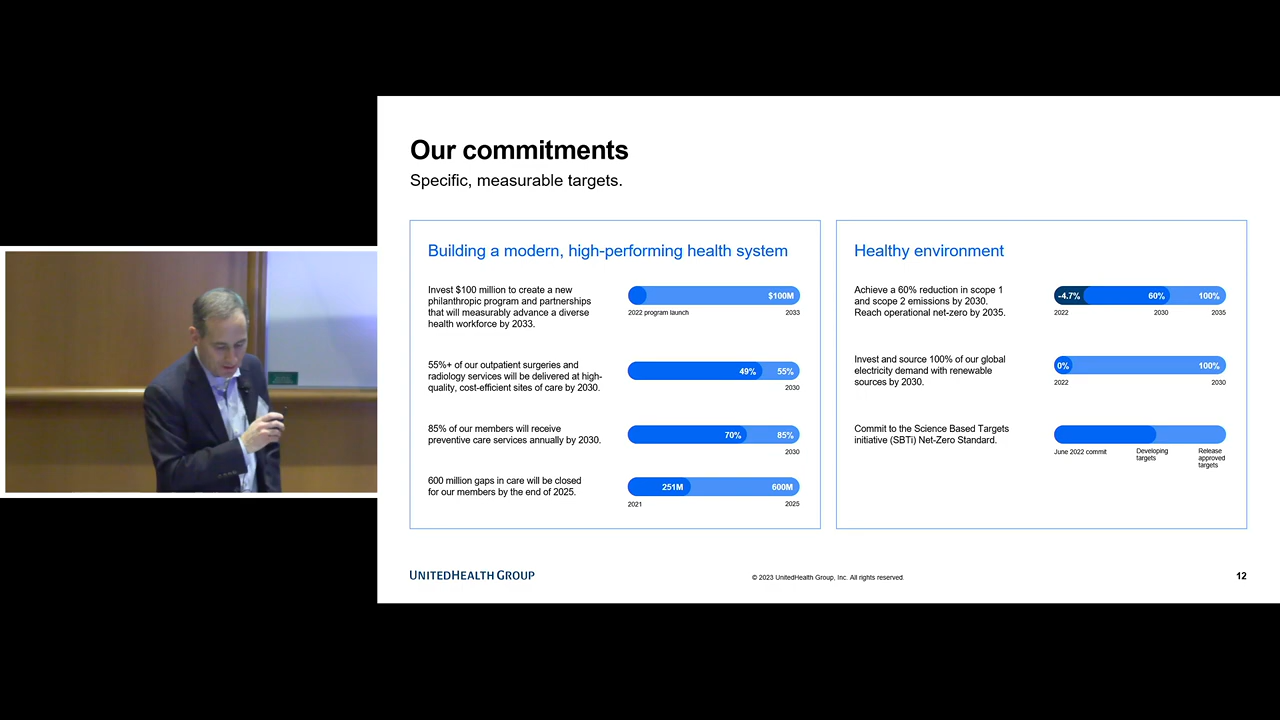 Our commitments
Specific, measurable targets.
Building a modern, high-performing health system
Invest $100 million to create a new
philanthropic program and partnerships
that will measurably advance a diverse
health workforce by 2033.
$100M
2022 program launch
2033
55%+ of our outpatient surgeries and
radiology services will be delivered at high-
quality, cost-efficient sites of care by 2030.
49%
55%
2030
85% of our members will receive
preventive care services annually by 2030.
70%
85%
2030
600 million gaps in care will be closed
for our members by the end of 2025.
251M
600M
2021
2025
Healthy environment
Achieve a 60% reduction in scope 1
and scope 2 emissions by 2030.
Reach operational net-zero by 2035.
-4.7%
60%
100%
2022
2030
2035
Invest and source 100% of our global
electricity demand with renewable
sources by 2030.
0%
100%
2022
2030
Commit to the Science Based Targets
initiative (SBTi) Net-Zero Standard.
June 2022 commit
Developing
targets
Release
approved
targets
UNITEDHEALTH GROUP
© 2023 UnitedHealth Group, Inc. All rights reserved.
12